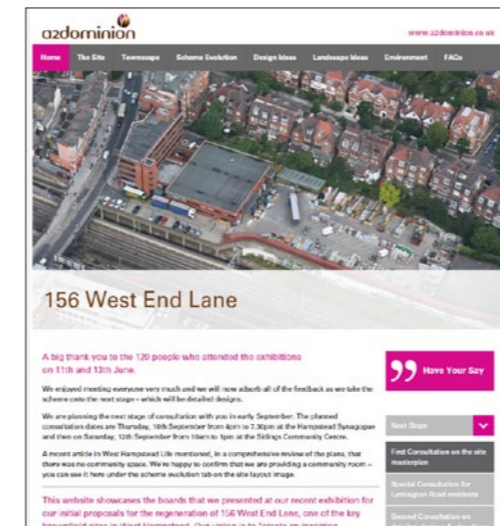 a2dominion
www.a2dominion.co.uk
Home The Site Townscape Scheme Evolution Design Ideas Landscape Ideas Environment FAQs
156 West End Lane
A big thank you to the 120 people who attended the exhibitions
on 11th and 13th June.
We enjoyed meeting everyone very much and we will now adsorb all of the feedback as we take the
scheme onto the next stage – which will be detailed designs.
We are planning the next stage of consultation with you in early September. The planned
consultation dates are Thursday, 10th September from 4pm to 7.30pm at the Hampstead Synagogue
and then on Saturday, 12th September from 10am to 1pm at the Sidings Community Centre.
A recent article in West Hampstead Life mentioned, in a comprehensive review of the plans, that
there was no community space. We're happy to confirm that we are providing a community room –
you can see it here under the scheme evolution tab on the site layout image.
This website showcases the boards that we presented at our recent exhibition for
our initial proposals for the regeneration of 156 West End Lane, one of the key
Have Your Say
Next Steps
First Consultation on the site
masterplan
Special Consultation for
Lymington Road residents
Second Consultation on